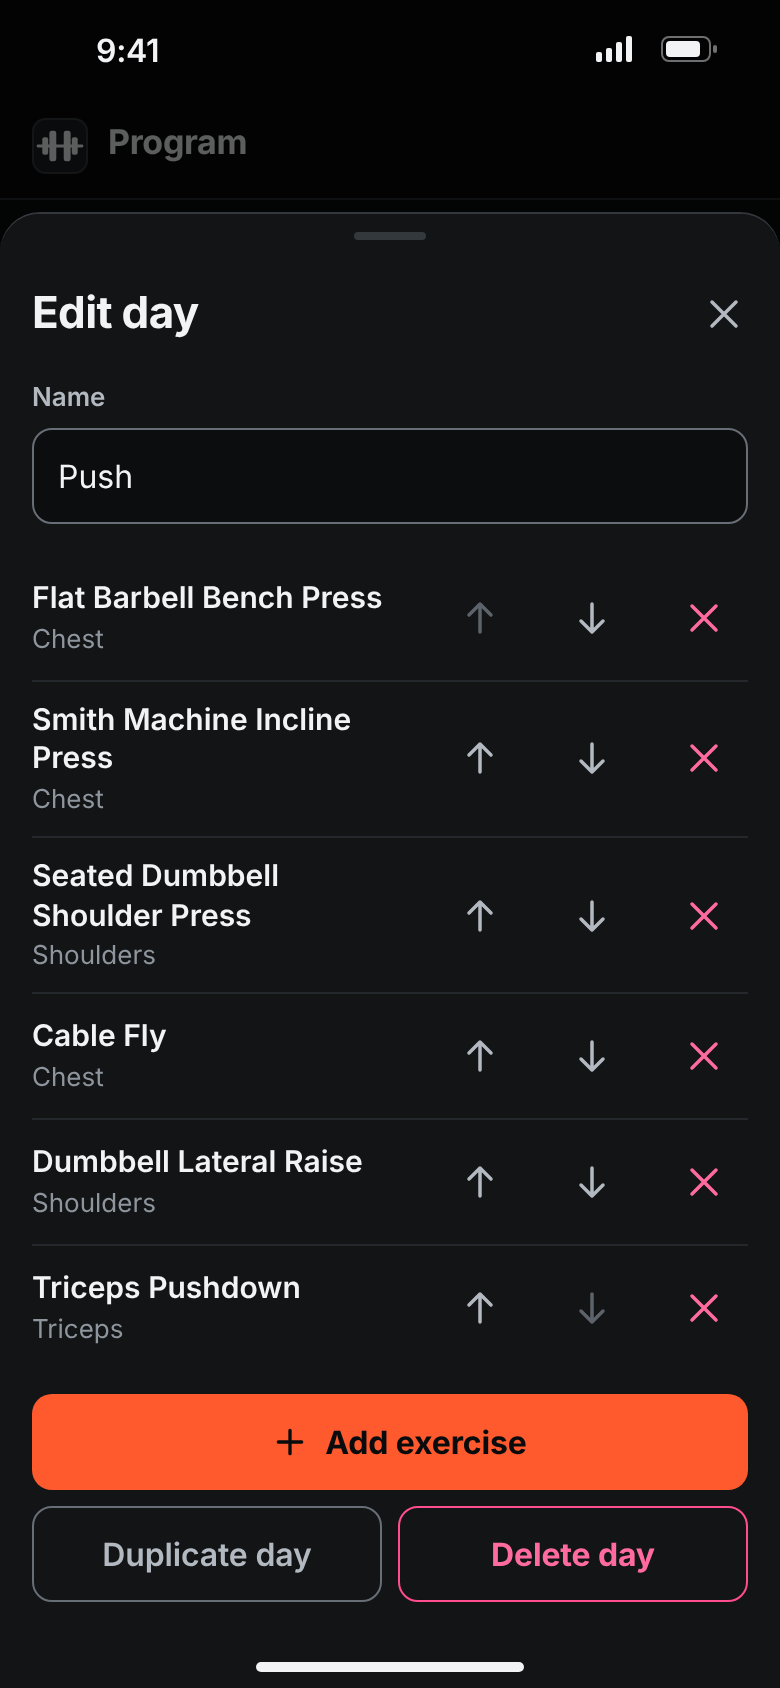 9:41
Program
Edit day
Name
Push
Flat Barbell Bench Press
Chest
Smith Machine Incline
Press
Chest
Seated Dumbbell
Shoulder Press
Shoulders
Cable Fly
Chest
Dumbbell Lateral Raise
Shoulders
Triceps Pushdown
Triceps
Add exercise
Duplicate day
Delete day